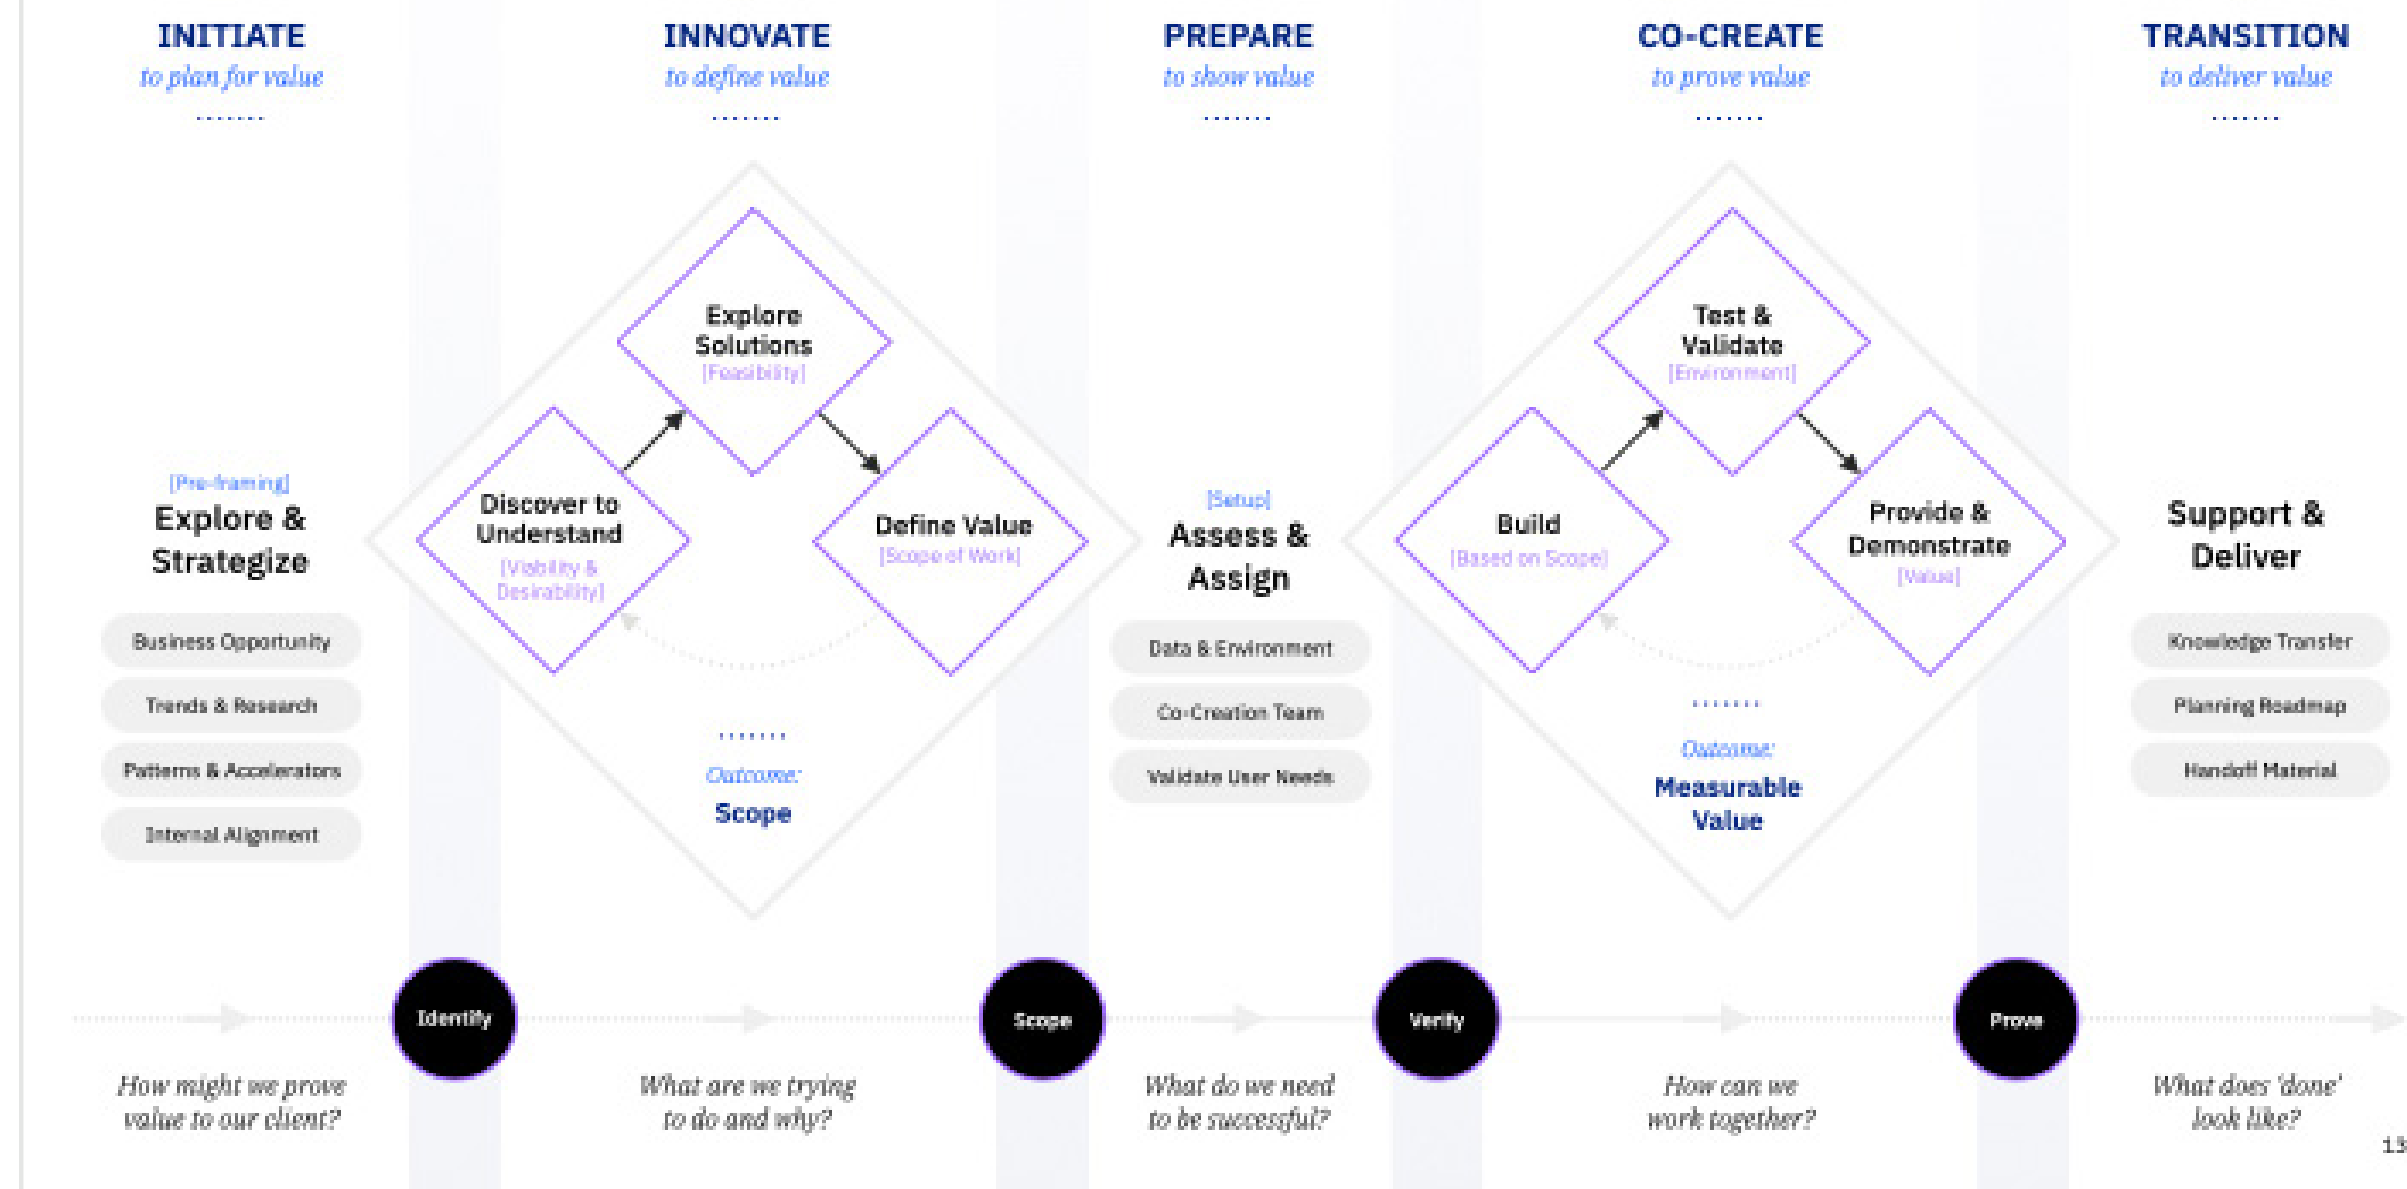 INITIATE
to plan for value
INNOVATE
to define value
PREPARE
to show value
CO-CREATE
to prove value
TRANSITION
to deliver value
[Pre-framing]
Explore &
Strategize
Business Opportunity
Trends & Research
Patterns & Accelerators
Internal Alignment
Discover to
Understand
[Viability &
Desirability]
Explore
Solutions
[Feasibility]
Define Value
[Scope of Work]
Outcome:
Scope
[Setup]
Assess &
Assign
Data & Environment
Co-Creation Team
Validate User Needs
Build
[Based on Scope]
Test &
Validate
[Environment]
Provide &
Demonstrate
[Value]
Outcome:
Measurable
Value
Support &
Deliver
Knowledge Transfer
Planning Roadmap
Handoff Material
Identify
Scope
Verify
Prove
How might we prove
value to our client?
What are we trying
to do and why?
What do we need
to be successful?
How can we
work together?
What does 'done'
look like?
13